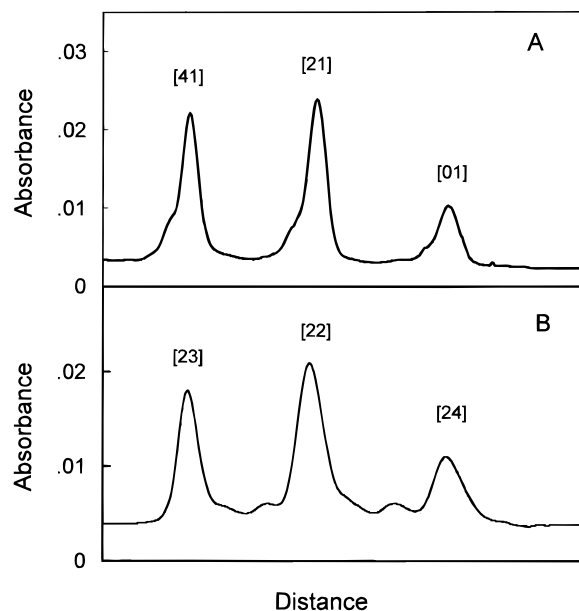 .03
A
[41]
[21]
Absorbance
.02
[01]
.01
0
B
[23]
[22]
Absorbance
.02
[24]
.01
0
Distance